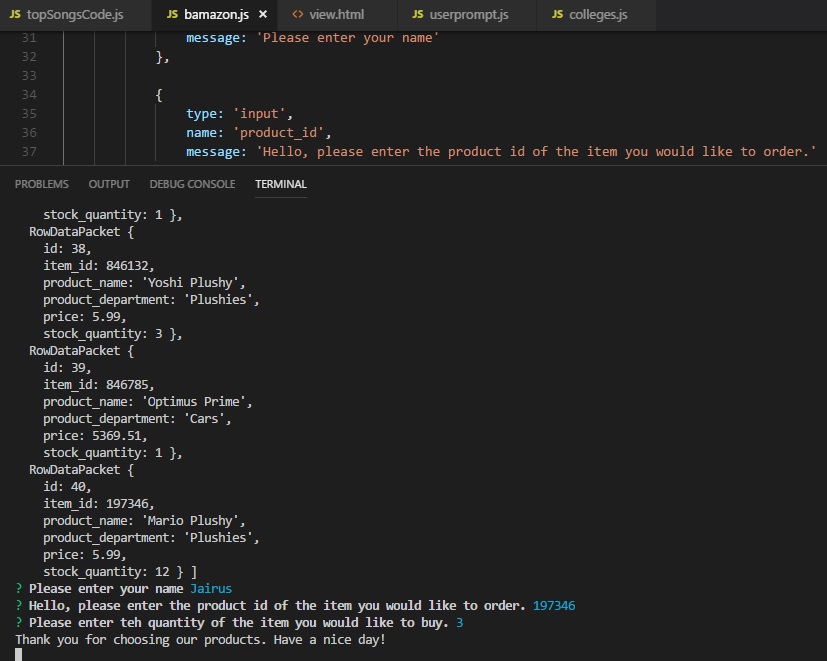 JS topSongsCode.js JS bamazon.js × <> view.html JS userprompt.js JS colleges.js
31 message: 'Please enter your name'
32 },
33
34 {
35 type: 'input',
36 name: 'product_id',
37 message: 'Hello, please enter the product id of the item you would like to order.'
PROBLEMS OUTPUT DEBUG CONSOLE TERMINAL
stock_quantity: 1 },
RowDataPacket {
id: 38,
item_id: 846132,
product_name: 'Yoshi Plushy',
product_department: 'Plushies',
price: 5.99,
stock_quantity: 3 },
RowDataPacket {
id: 39,
item_id: 846785,
product_name: 'Optimus Prime',
product_department: 'Cars',
price: 5369.51,
stock_quantity: 1 },
RowDataPacket {
id: 40,
item_id: 197346,
product_name: 'Mario Plushy',
product_department: 'Plushies',
price: 5.99,
stock_quantity: 12 } ]
? Please enter your name Jairus
? Hello, please enter the product id of the item you would like to order. 197346
? Please enter teh quantity of the item you would like to buy. 3
Thank you for choosing our products. Have a nice day!